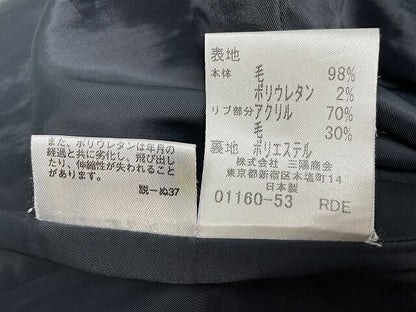 また、ポリウレタンは年月の
経過と共に劣化し、飛び出し
たり、伸縮性が失われること
があります。
説ーぬ37
表地
本体 毛 98%
ポリウレタン 2%
リブ部分 アクリル 70%
毛 30%
裏地 ポリエステル
株式会社 三陽商会
東京都新宿区本塩町14
日本製
01160-53 RDE